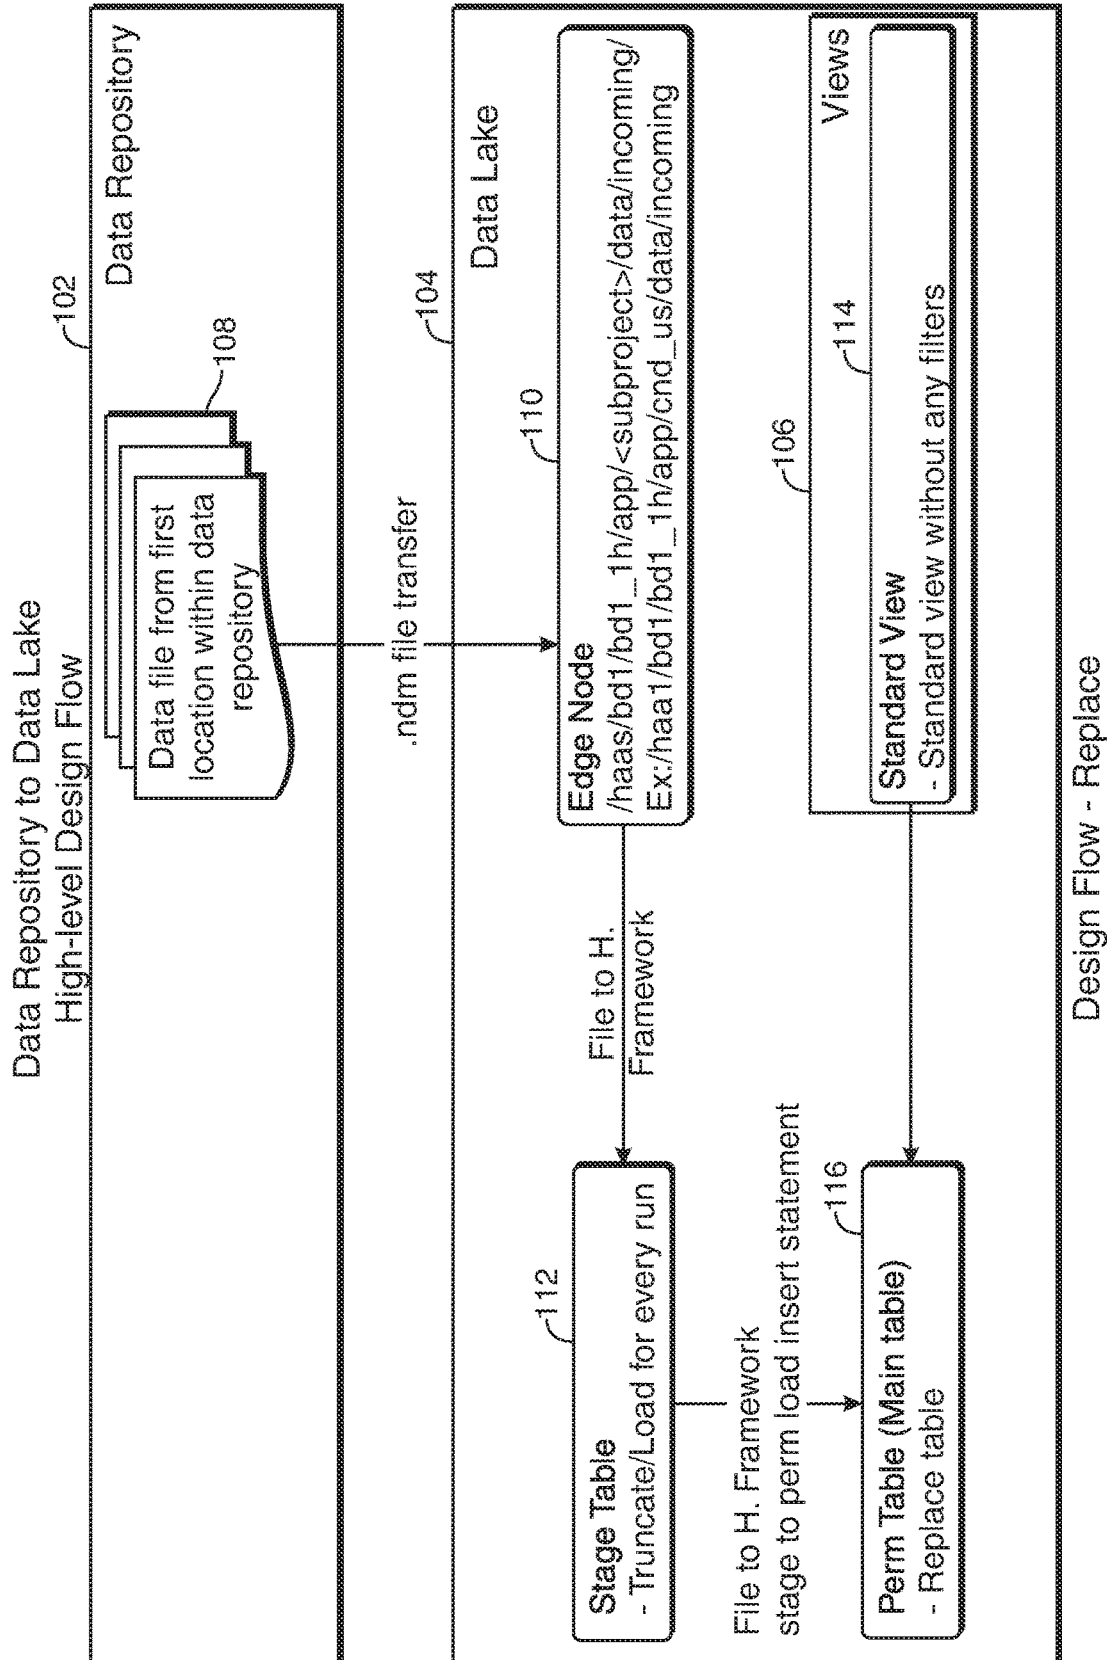 Data Repository to Data Lake
High-level Design Flow
102
Data Repository
108
Data file from first
location within data
repository
.ndm file transfer
104
Data Lake
110
Edge Node
/haas/bd1/bd1_1h/app/<subproject>/data/incoming/
Ex:/haa1/bd1/bd1_1h/app/cnd_us/data/incoming
File to H.
Framework
112
Stage Table
- Truncate/Load for every run
File to H. Framework
stage to perm load insert statement
116
Perm Table (Main table)
- Replace table
106
Views
114
Standard View
- Standard view without any filters
Design Flow - Replace